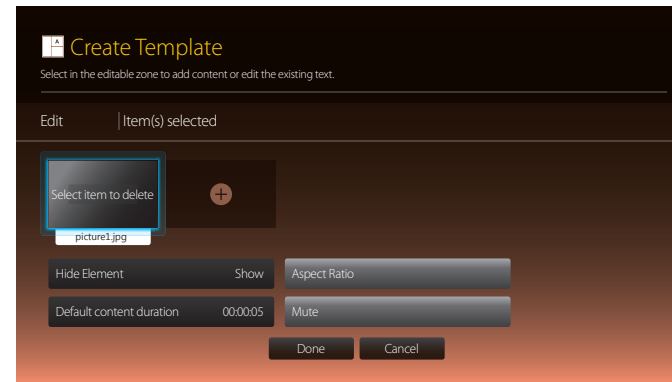 A
Create Template
Select in the editable zone to add content or edit the existing text.
Edit Item(s) selected
Select item to delete
picture1.jpg
Hide Element Show Aspect Ratio
Default content duration 00:00:05 Mute
Done Cancel